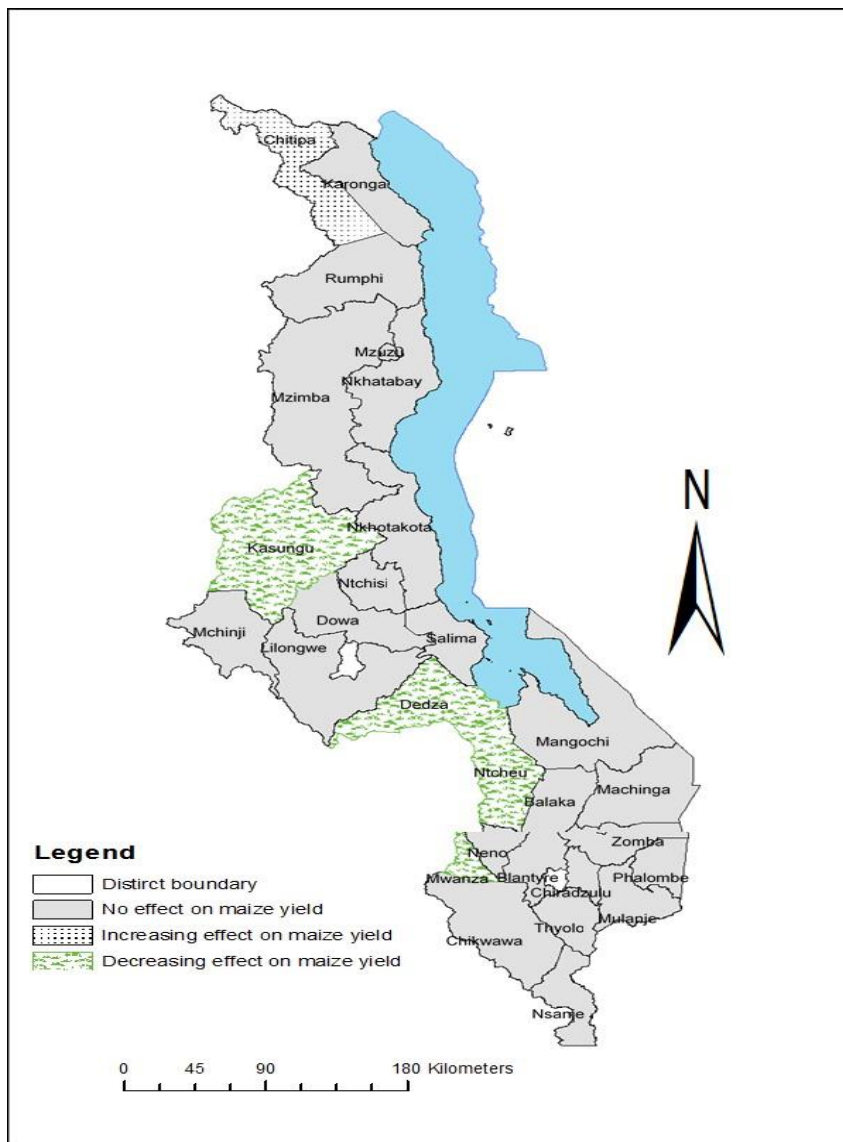 Chitipa
Karonga
Rumphi
Mzuzu
Nkhatabay
Mzimba
N
Nkhotakota
Kasungu
Ntchisi
Dowa
Mchinji
Salima
Lilongwe
Dedza
Mangochi
Ntcheu
Machinga
Balaka
Zomba
Neno
Mwanza
Blantyre
Phalombe
Chiradzulu
Mulanje
Thyolo
Chikwawa
Nsanje
Legend
Distirct boundary
No effect on maize yield
Increasing effect on maize yield
Decreasing effect on maize yield
0 45 90 180 Kilometers